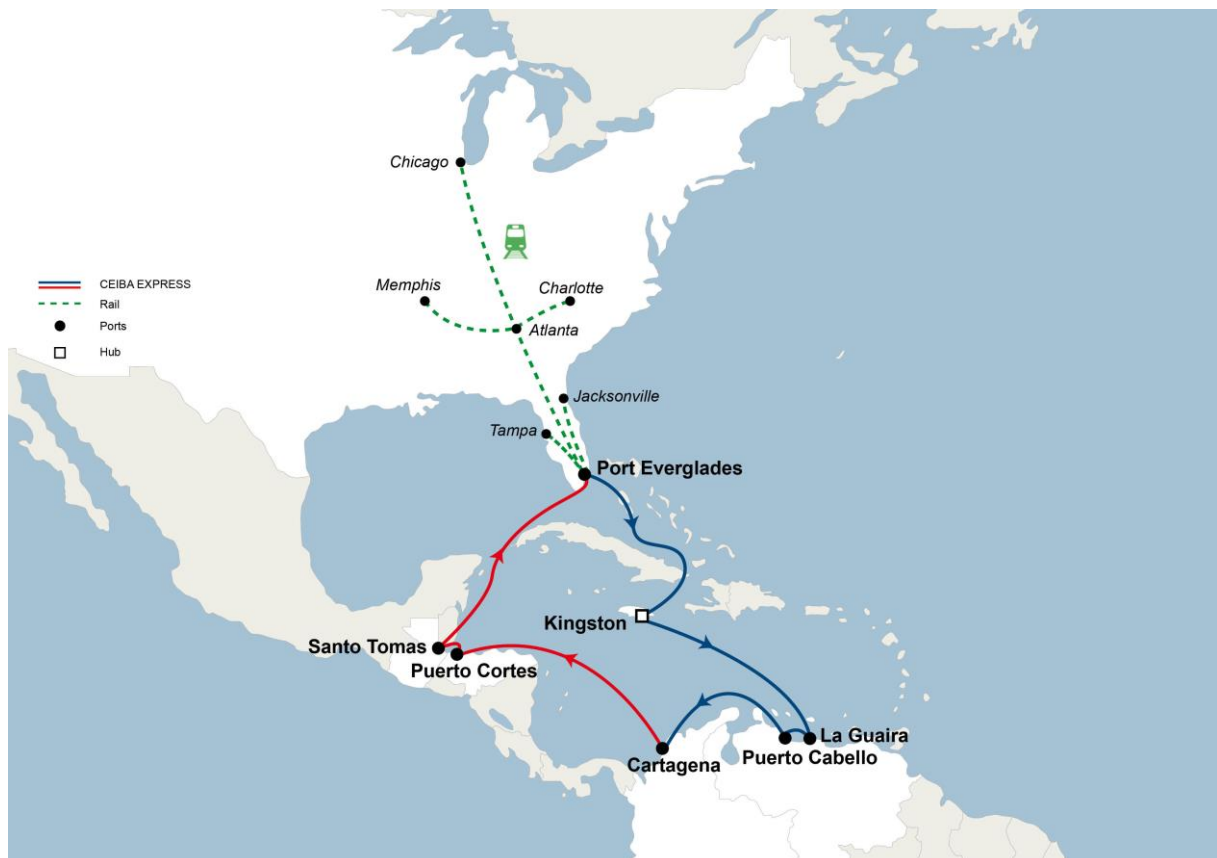 Chicago
Memphis
Charlotte
Atlanta
CEIBA EXPRESS
Rail
Ports
Hub
Jacksonville
Tampa
Port Everglades
Kingston
Santo Tomas
Puerto Cortes
La Guaira
Puerto Cabello
Cartagena